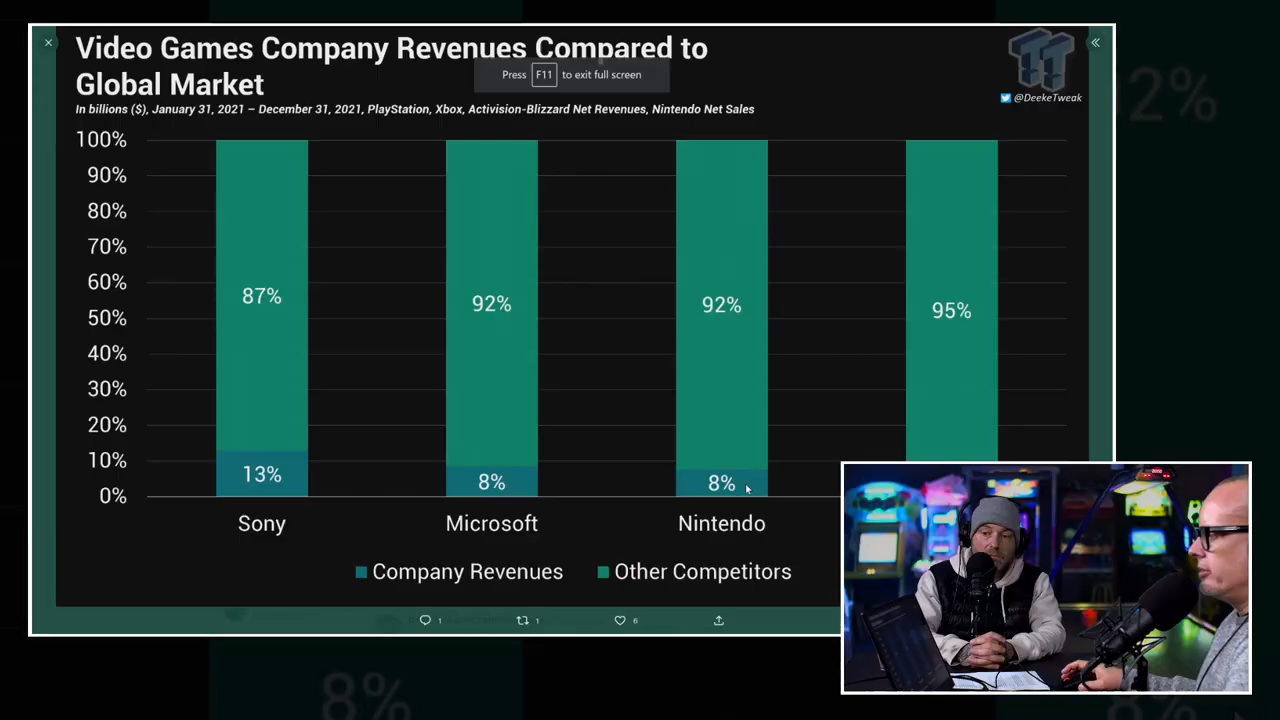 Video Games Company Revenues Compared to
Global Market
Press F11 to exit full screen
@DeekeTweak
In billions ($), January 31, 2021 – December 31, 2021, PlayStation, Xbox, Activision-Blizzard Net Revenues, Nintendo Net Sales
100%
90%
80%
70%
60%
50%
40%
30%
20%
10%
0%
87%
92%
92%
95%
13%
8%
8%
Sony
Microsoft
Nintendo
Company Revenues
Other Competitors
1
1
6
2%
8%